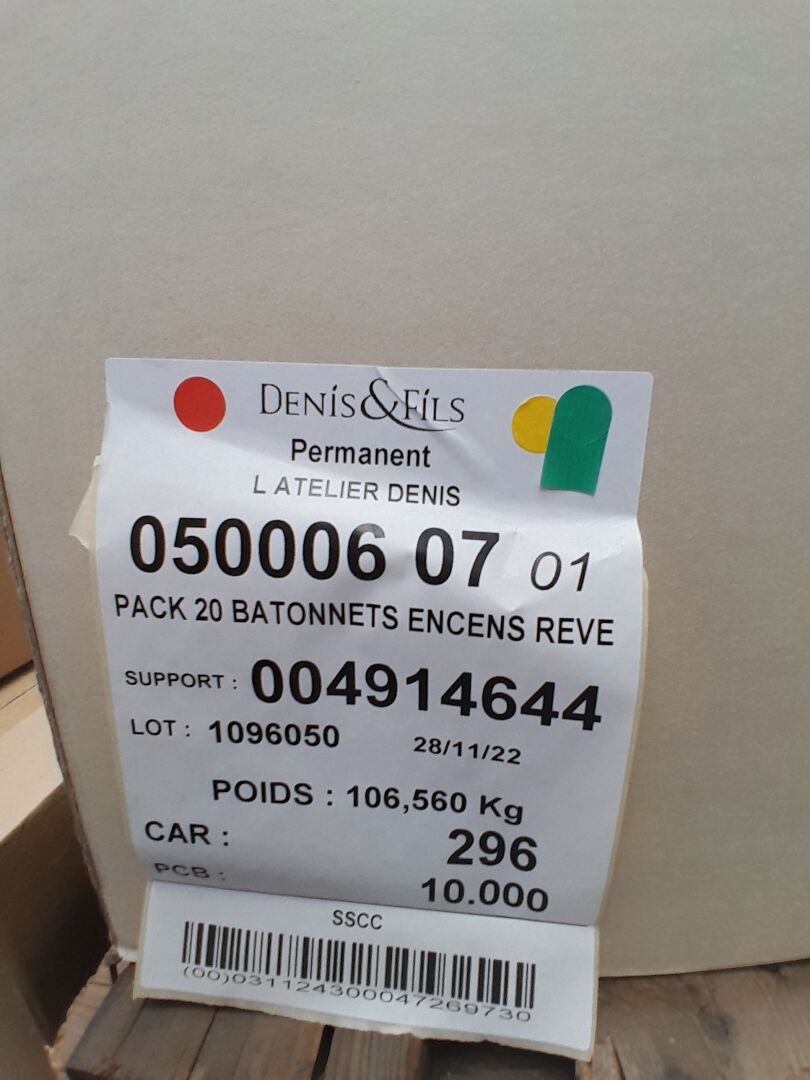 DENIS&FILS
Permanent
L ATELIER DENIS
050006 07 01
PACK 20 BATONNETS ENCENS REVE
SUPPORT : 004914644
LOT : 1096050 28/11/22
POIDS : 106,560 Kg
CAR : 296
PCB : 10.000
SSCC
(00)031124300047269730